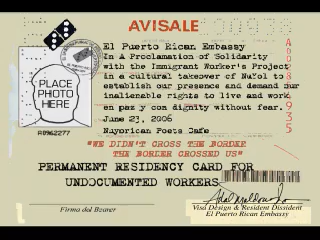 AVISALE
El Puerto Rican Embassy
In A Proclamation of Solidarity
with the Immigrant Worker's Project
in a cultural takeover of NuYol to
establish our presence and demand our
inalienable rights to live and work
en paz y con dignity without fear.
June 23, 2006
Nuyorican Poets Cafe
PLACE
PHOTO
HERE
"WE DIDN'T CROSS THE BORDER
THE BORDER CROSSED US"
PERMANENT RESIDENCY CARD FOR
UNDOCUMENTED WORKERS
Firma del Bearer
Visa Design & Resident Dissident
El Puerto Rican Embassy